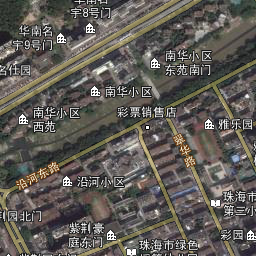 华南名
宇8号门
华南名
宇9号门
名仕园
南华小区
东苑南门
南华小区
南华小区
西苑
彩票销售店
雅乐园
翠华路
沿河东路
沿河小区
珠海市
第二小
利园北门
紫荆豪
庭东门
彩园
珠海市绿色